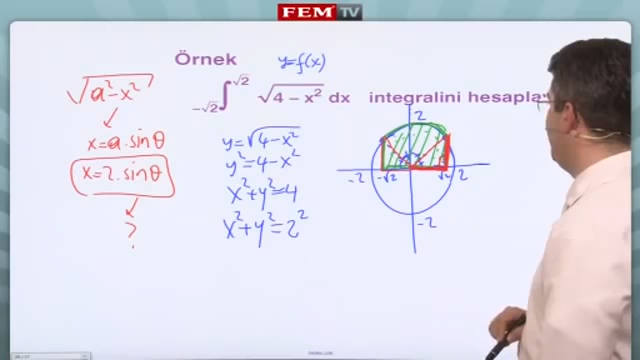 FEM TV
Örnek
y=f(x)
√2
∫ √4 − x² dx integralini hesapla
−√2
√a²−x²
x=a.sinθ
x=2.sinθ
?
y=√4−x²
y²=4−x²
x²+y²=4
x²+y²=2²
2
−2 −√2 √2 2
−2